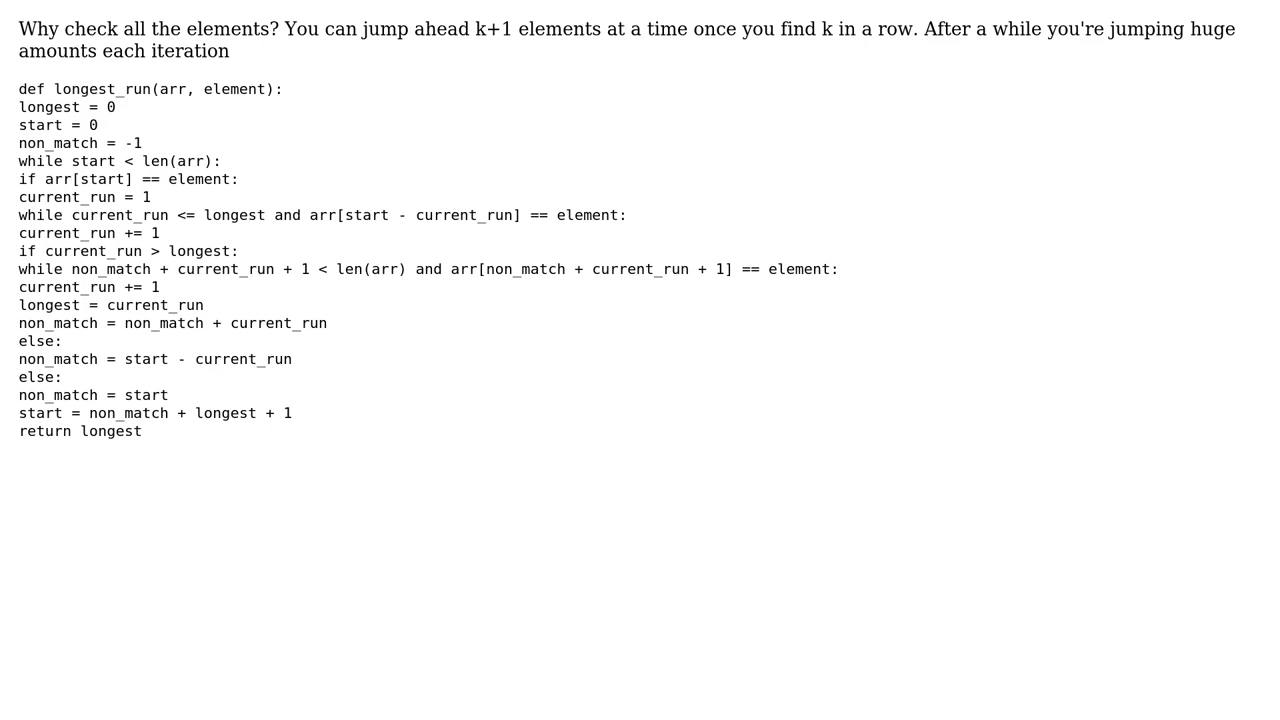 Why check all the elements? You can jump ahead k+1 elements at a time once you find k in a row. After a while you're jumping huge
amounts each iteration
def longest_run(arr, element):
longest = 0
start = 0
non_match = -1
while start < len(arr):
if arr[start] == element:
current_run = 1
while current_run <= longest and arr[start - current_run] == element:
current_run += 1
if current_run > longest:
while non_match + current_run + 1 < len(arr) and arr[non_match + current_run + 1] == element:
current_run += 1
longest = current_run
non_match = non_match + current_run
else:
non_match = start - current_run
else:
non_match = start
start = non_match + longest + 1
return longest